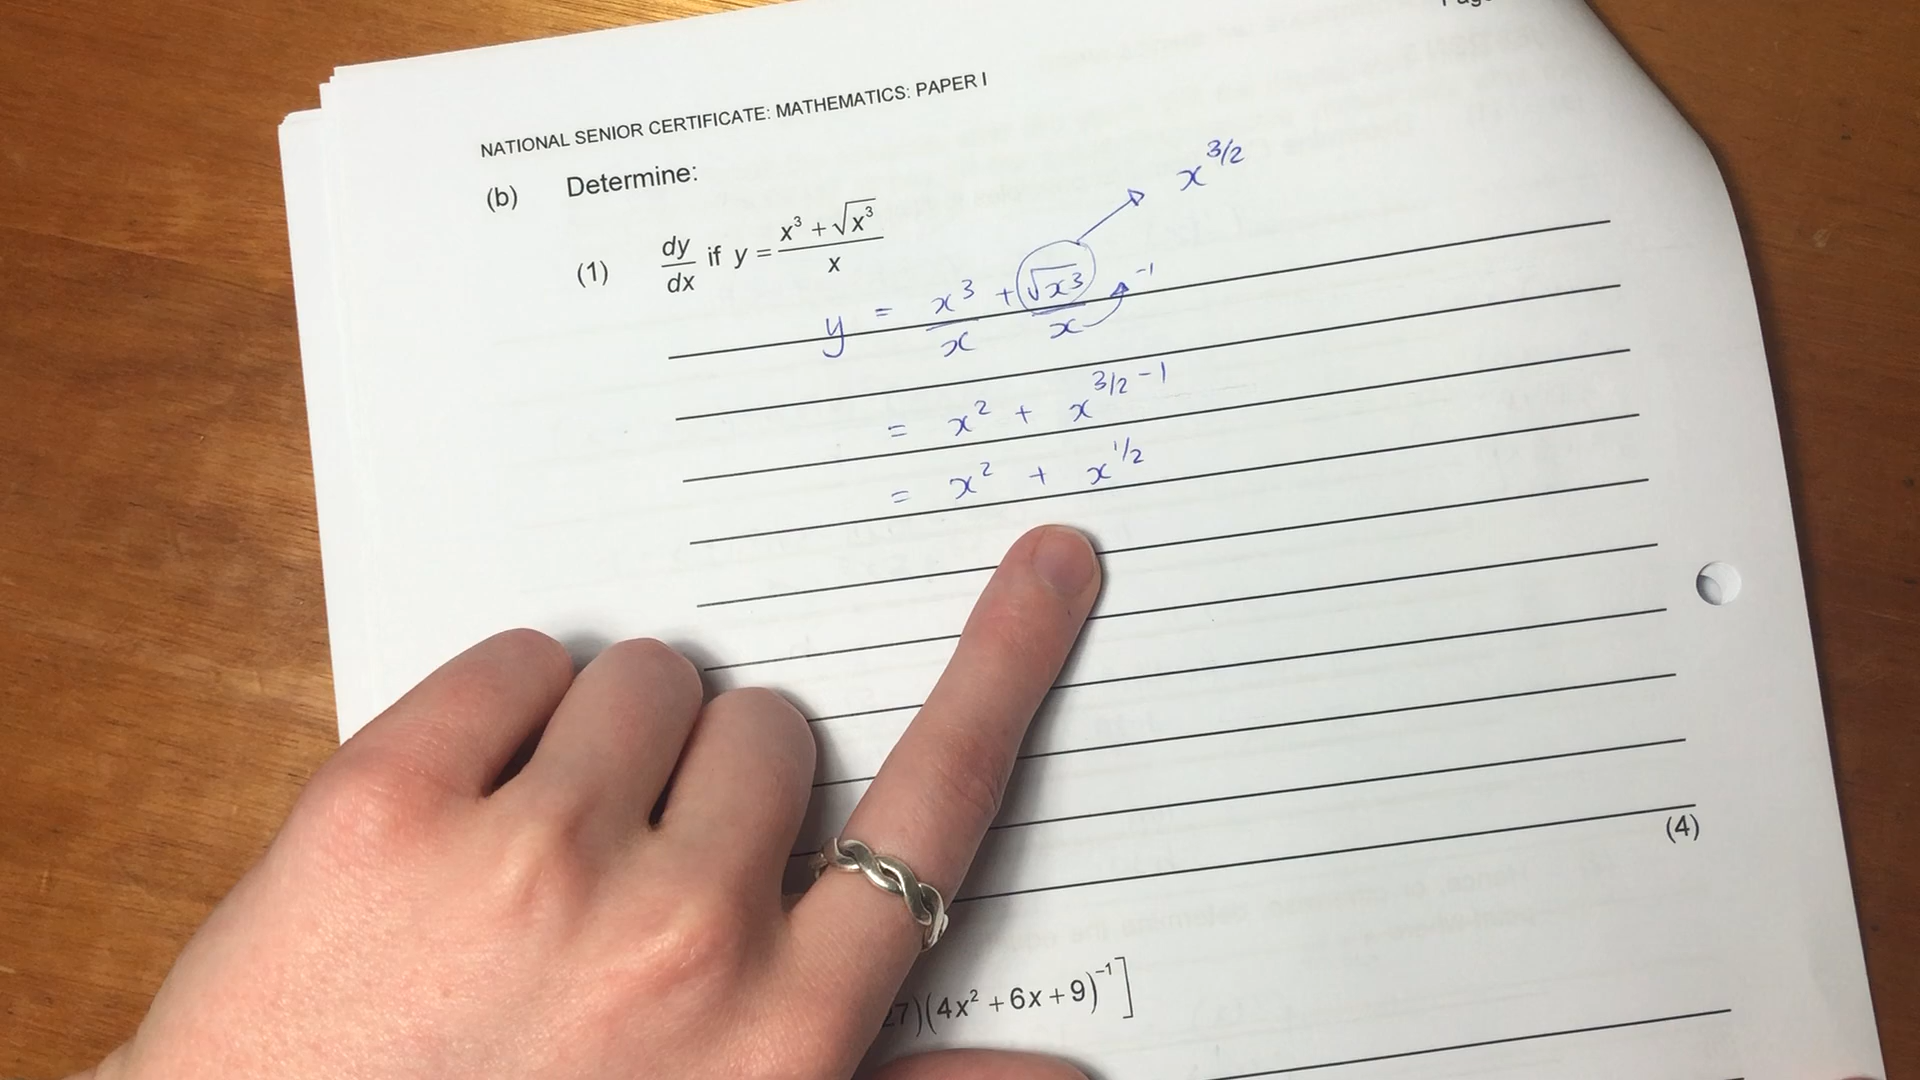 NATIONAL SENIOR CERTIFICATE: MATHEMATICS: PAPER I
(b) Determine:
x^(3/2)
(1) dy/dx if y = (x³ + √x³)/x
y = x³/x + √x³/x ⁻¹
= x² + x^(3/2 - 1)
= x² + x^(1/2)
(4)
)(4x² + 6x + 9)⁻¹]